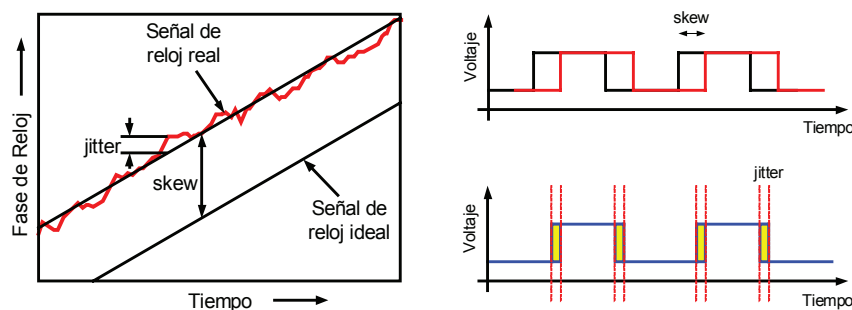 Señal de
reloj real
jitter
skew
Señal de
reloj ideal
Fase de Reloj
Tiempo
skew
Voltaje
Tiempo
jitter
Voltaje
Tiempo